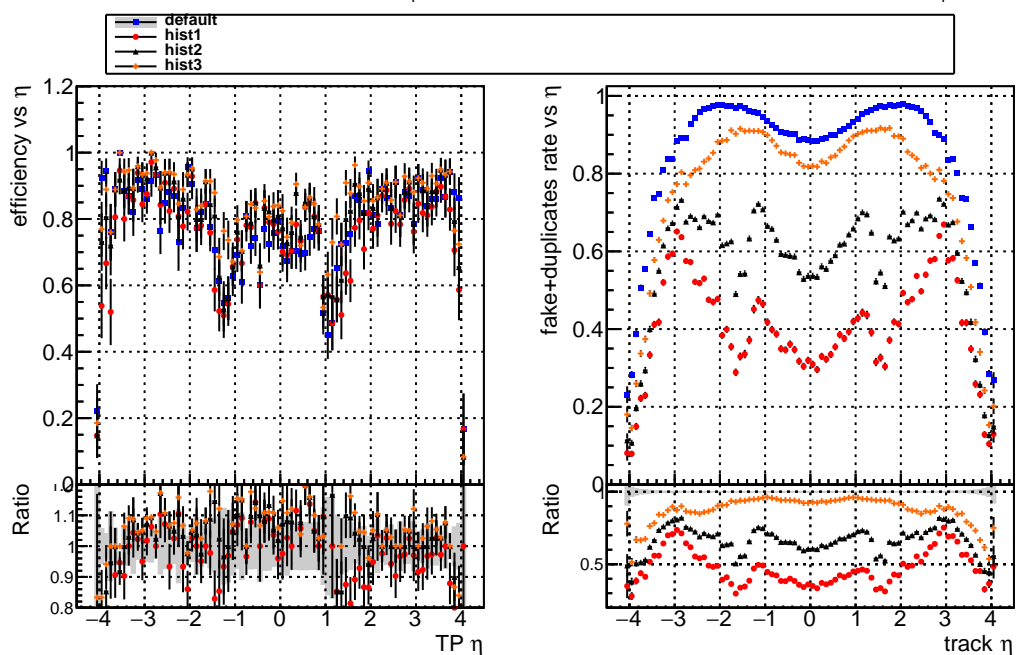 default
hist1
hist2
hist3
efficiency vs η
1.2
1
0.8
0.6
0.4
0.2
0
Ratio
1.1
1
0.9
0.8
−4 −3 −2 −1 0 1 2 3 4
TP η
fake+duplicates rate vs η
1
0.8
0.6
0.4
0.2
0
Ratio
0.5
−4 −3 −2 −1 0 1 2 3 4
track η